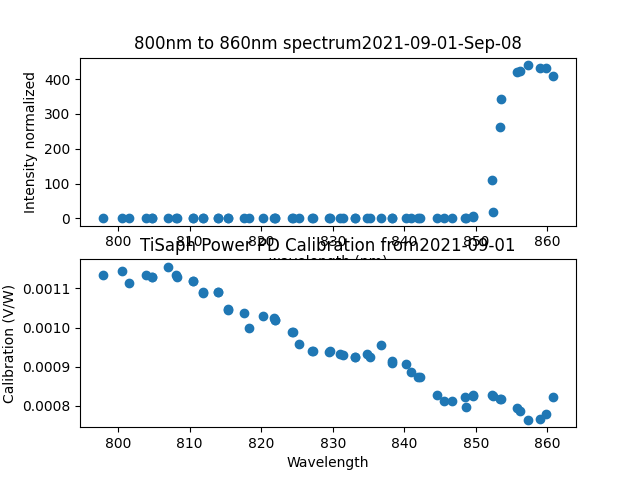 800nm to 860nm spectrum2021-09-01-Sep-08
Intensity normalized
400
300
200
100
0
800 810 820 830 840 850 860
wavelength (nm)
TiSaph Power PD Calibration from2021-09-01
Calibration (V/W)
0.0011
0.0010
0.0009
0.0008
800 810 820 830 840 850 860
Wavelength